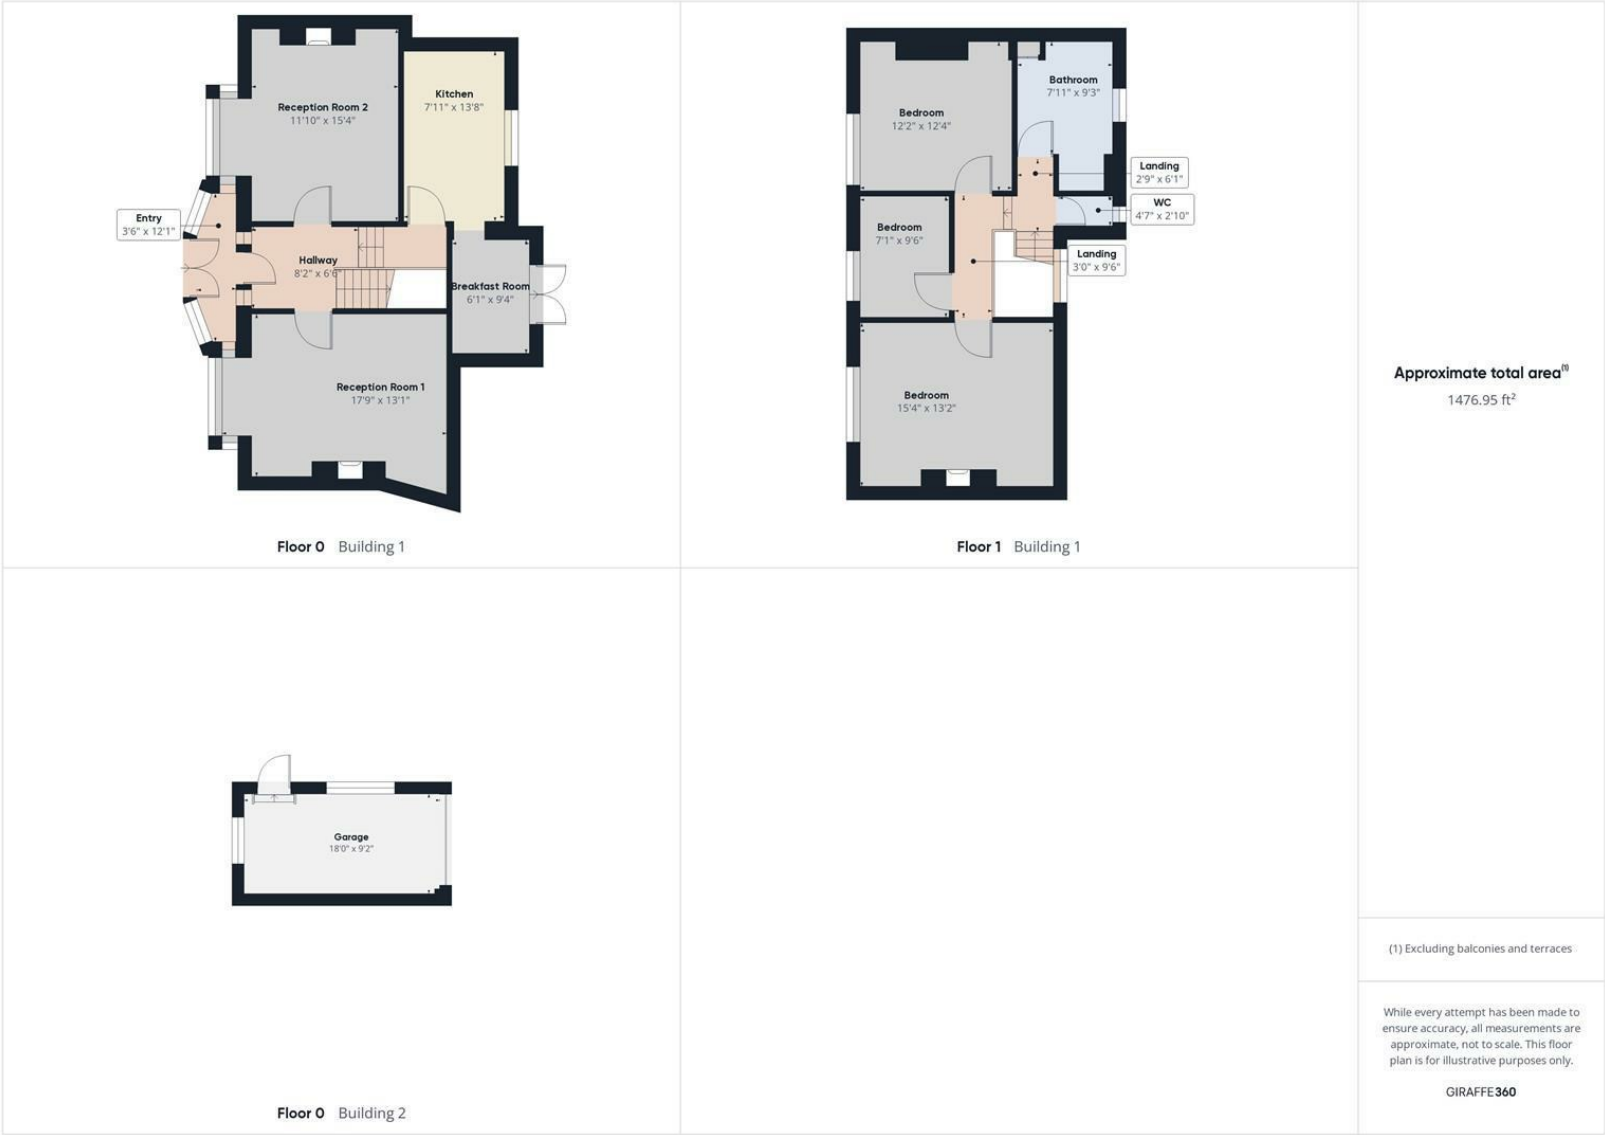 Reception Room 2
11'10" x 15'4"
Kitchen
7'11" x 13'8"
Entry
3'6" x 12'1"
Hallway
8'2" x 6'6"
Breakfast Room
6'1" x 9'4"
Reception Room 1
17'9" x 13'1"
Floor 0 Building 1
Bedroom
12'2" x 12'4"
Bathroom
7'11" x 9'3"
Landing
2'9" x 6'1"
WC
4'7" x 2'10"
Bedroom
7'1" x 9'6"
Landing
3'0" x 9'6"
Bedroom
15'4" x 13'2"
Floor 1 Building 1
Garage
18'0" x 9'2"
Floor 0 Building 2
Approximate total area(1)
1476.95 ft²
(1) Excluding balconies and terraces
While every attempt has been made to
ensure accuracy, all measurements are
approximate, not to scale. This floor
plan is for illustrative purposes only.
GIRAFFE360